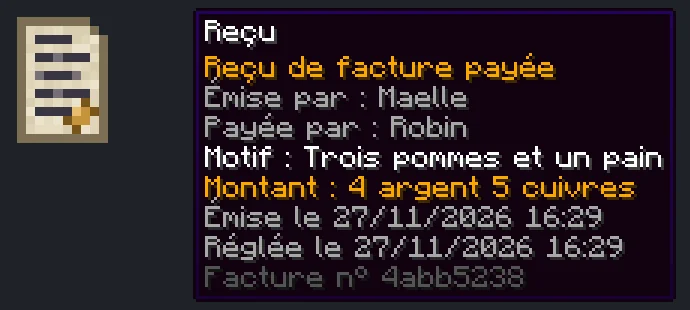 Reçu
Reçu de facture payée
Émise par : Maelle
Payée par : Robin
Motif : Trois pommes et un pain
Montant : 4 argent 5 cuivres
Émise le 27/11/2026 16:29
Réglée le 27/11/2026 16:29
Facture n° 4abb5238